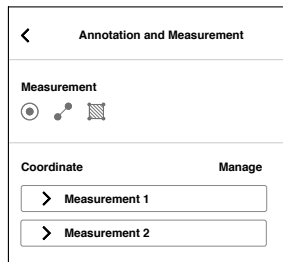 Annotation and Measurement
Measurement
Coordinate Manage
Measurement 1
Measurement 2